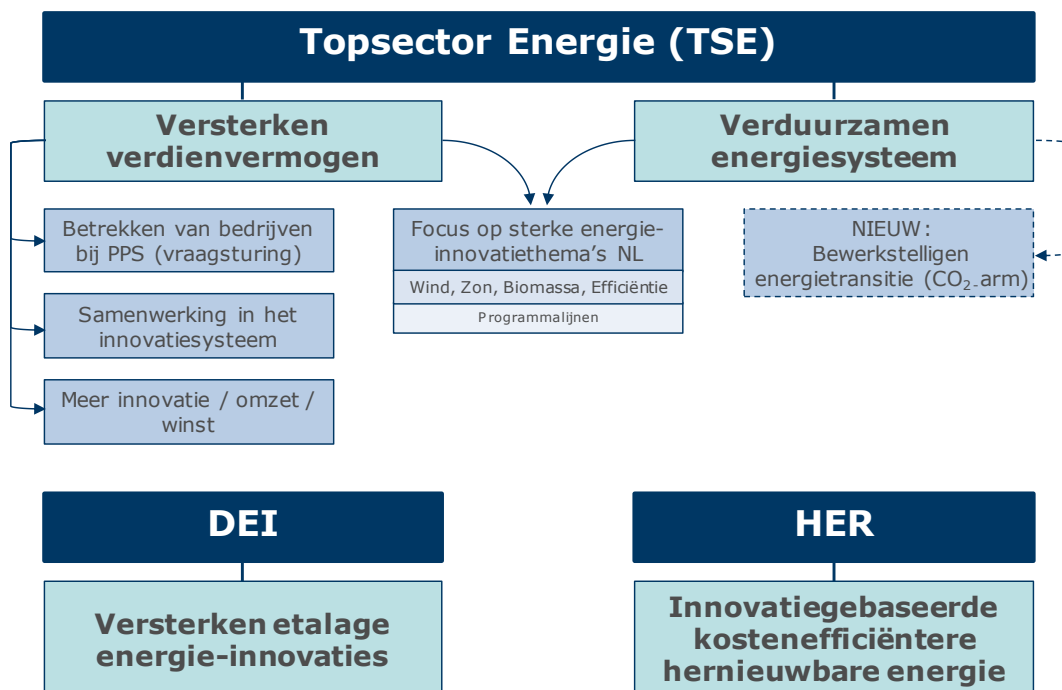 Topsector Energie (TSE)
Versterken
verdienvermogen
Verduurzamen
energiesysteem
Betrekken van bedrijven
bij PPS (vraagsturing)
Focus op sterke energie-
innovatiethema's NL
Wind, Zon, Biomassa, Efficiëntie
Programmalijnen
NIEUW:
Bewerkstelligen
energietransitie (CO₂-arm)
Samenwerking in het
innovatiesysteem
Meer innovatie / omzet /
winst
DEI
HER
Versterken etalage
energie-innovaties
Innovatiegebaseerde
kostenefficiëntere
hernieuwbare energie